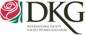 DKG
INTERNATIONAL SOCIETY
FOR KEY WOMEN EDUCATORS